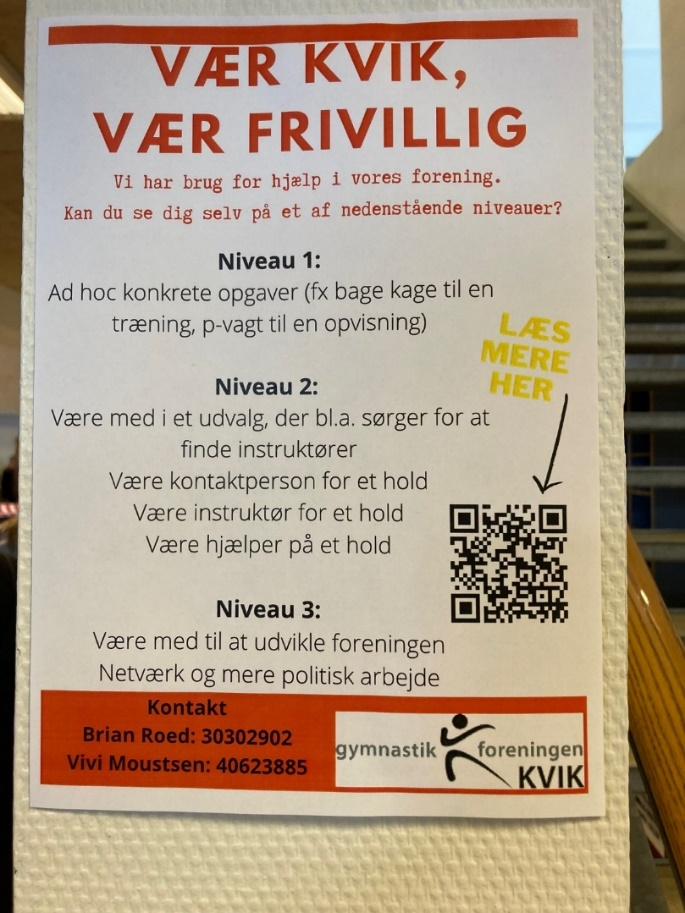 VÆR KVIK,
VÆR FRIVILLIG
Vi har brug for hjælp i vores forening.
Kan du se dig selv på et af nedenstående niveauer?
Niveau 1:
Ad hoc konkrete opgaver (fx bage kage til en
træning, p-vagt til en opvisning)
LÆS
MERE
HER
Niveau 2:
Være med i et udvalg, der bl.a. sørger for at
finde instruktører
Være kontaktperson for et hold
Være instruktør for et hold
Være hjælper på et hold
Niveau 3:
Være med til at udvikle foreningen
Netværk og mere politisk arbejde
Kontakt
Brian Roed: 30302902
Vivi Moustsen: 40623885
gymnastik foreningen
KVIK